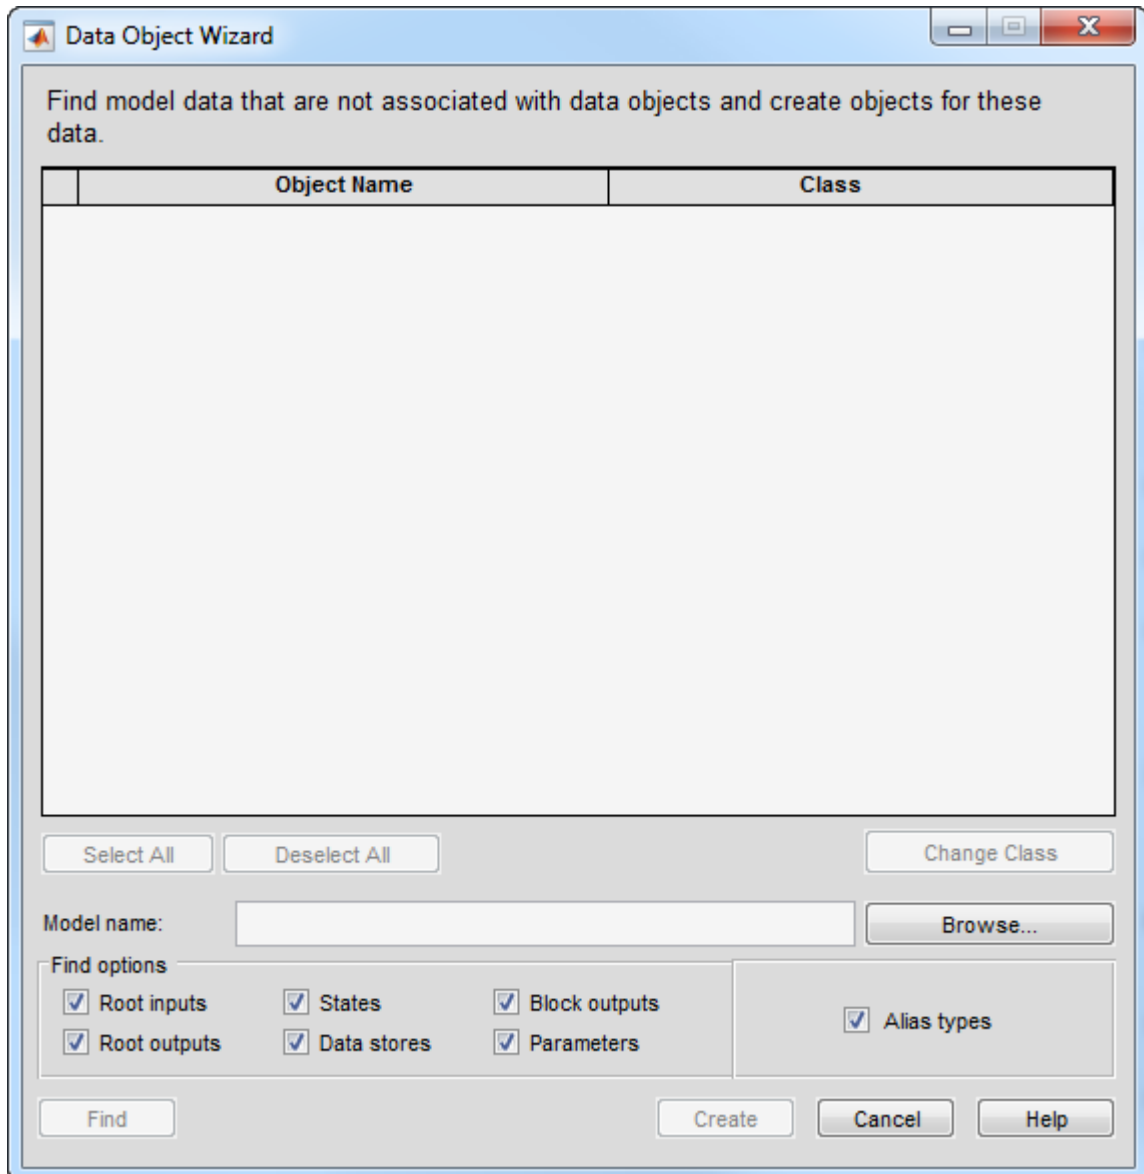 Data Object Wizard
Find model data that are not associated with data objects and create objects for these
data.
Object Name Class
Select All Deselect All Change Class
Model name: Browse...
Find options
Root inputs States Block outputs
Alias types
Root outputs Data stores Parameters
Find Create Cancel Help